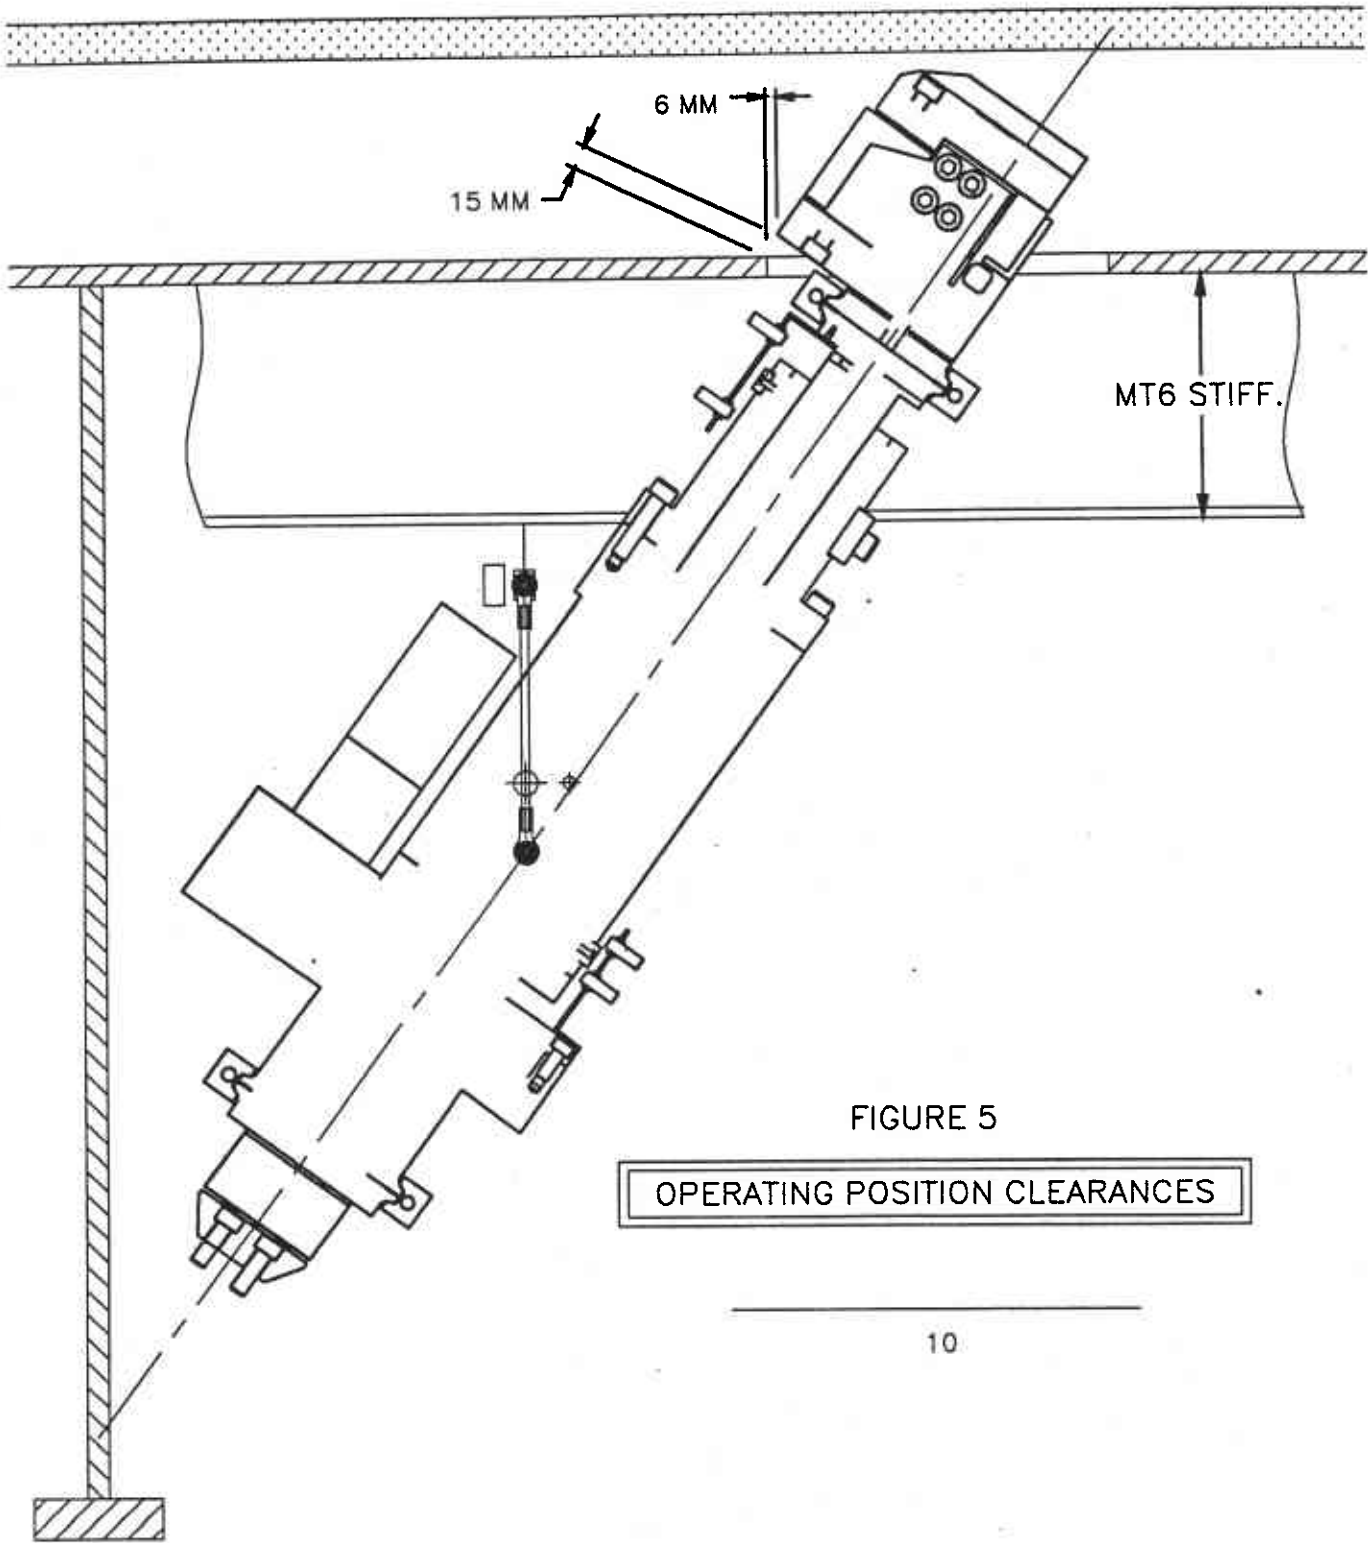 6 MM
15 MM
MT6 STIFF.
FIGURE 5
OPERATING POSITION CLEARANCES
10